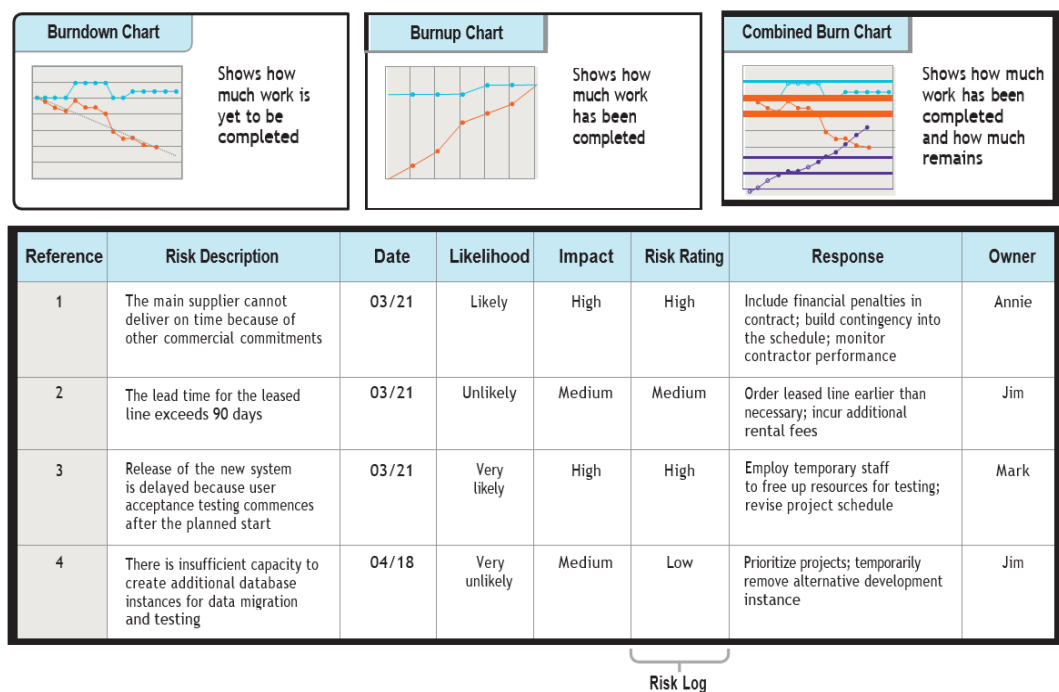 Burndown Chart
Shows how
much work is
yet to be
completed
Burnup Chart
Shows how
much work
has been
completed
Combined Burn Chart
Shows how much
work has been
completed
and how much
remains
Reference Risk Description Date Likelihood Impact Risk Rating Response Owner
1
The main supplier cannot
deliver on time because of
other commercial commitments
03/21
Likely
High
High
Include financial penalties in
contract; build contingency into
the schedule; monitor
contractor performance
Annie
2
The lead time for the leased
line exceeds 90 days
03/21
Unlikely
Medium
Medium
Order leased line earlier than
necessary; incur additional
rental fees
Jim
3
Release of the new system
is delayed because user
acceptance testing commences
after the planned start
03/21
Very
likely
High
High
Employ temporary staff
to free up resources for testing;
revise project schedule
Mark
4
There is insufficient capacity to
create additional database
instances for data migration
and testing
04/18
Very
unlikely
Medium
Low
Prioritize projects; temporarily
remove alternative development
instance
Jim
Risk Log